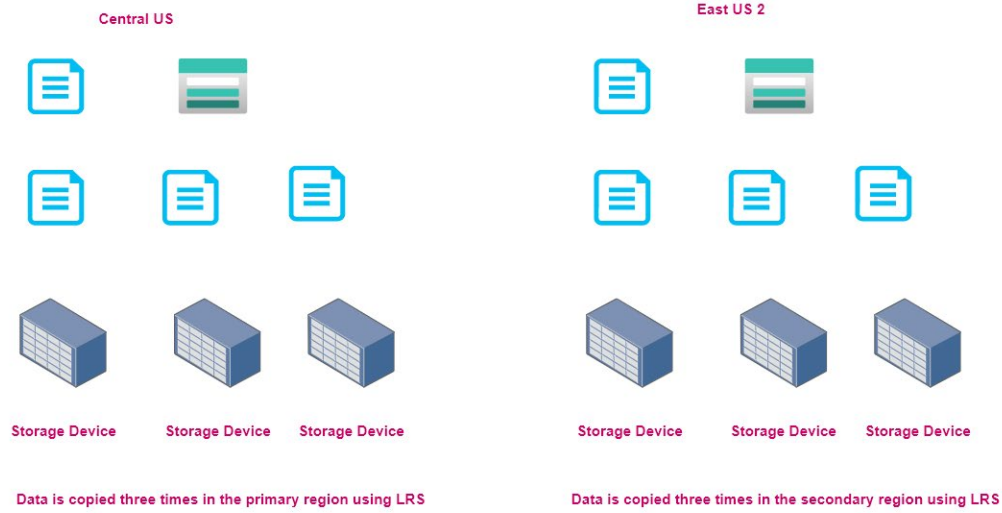 Central US
East US 2
Storage Device
Storage Device
Storage Device
Storage Device
Storage Device
Storage Device
Data is copied three times in the primary region using LRS
Data is copied three times in the secondary region using LRS